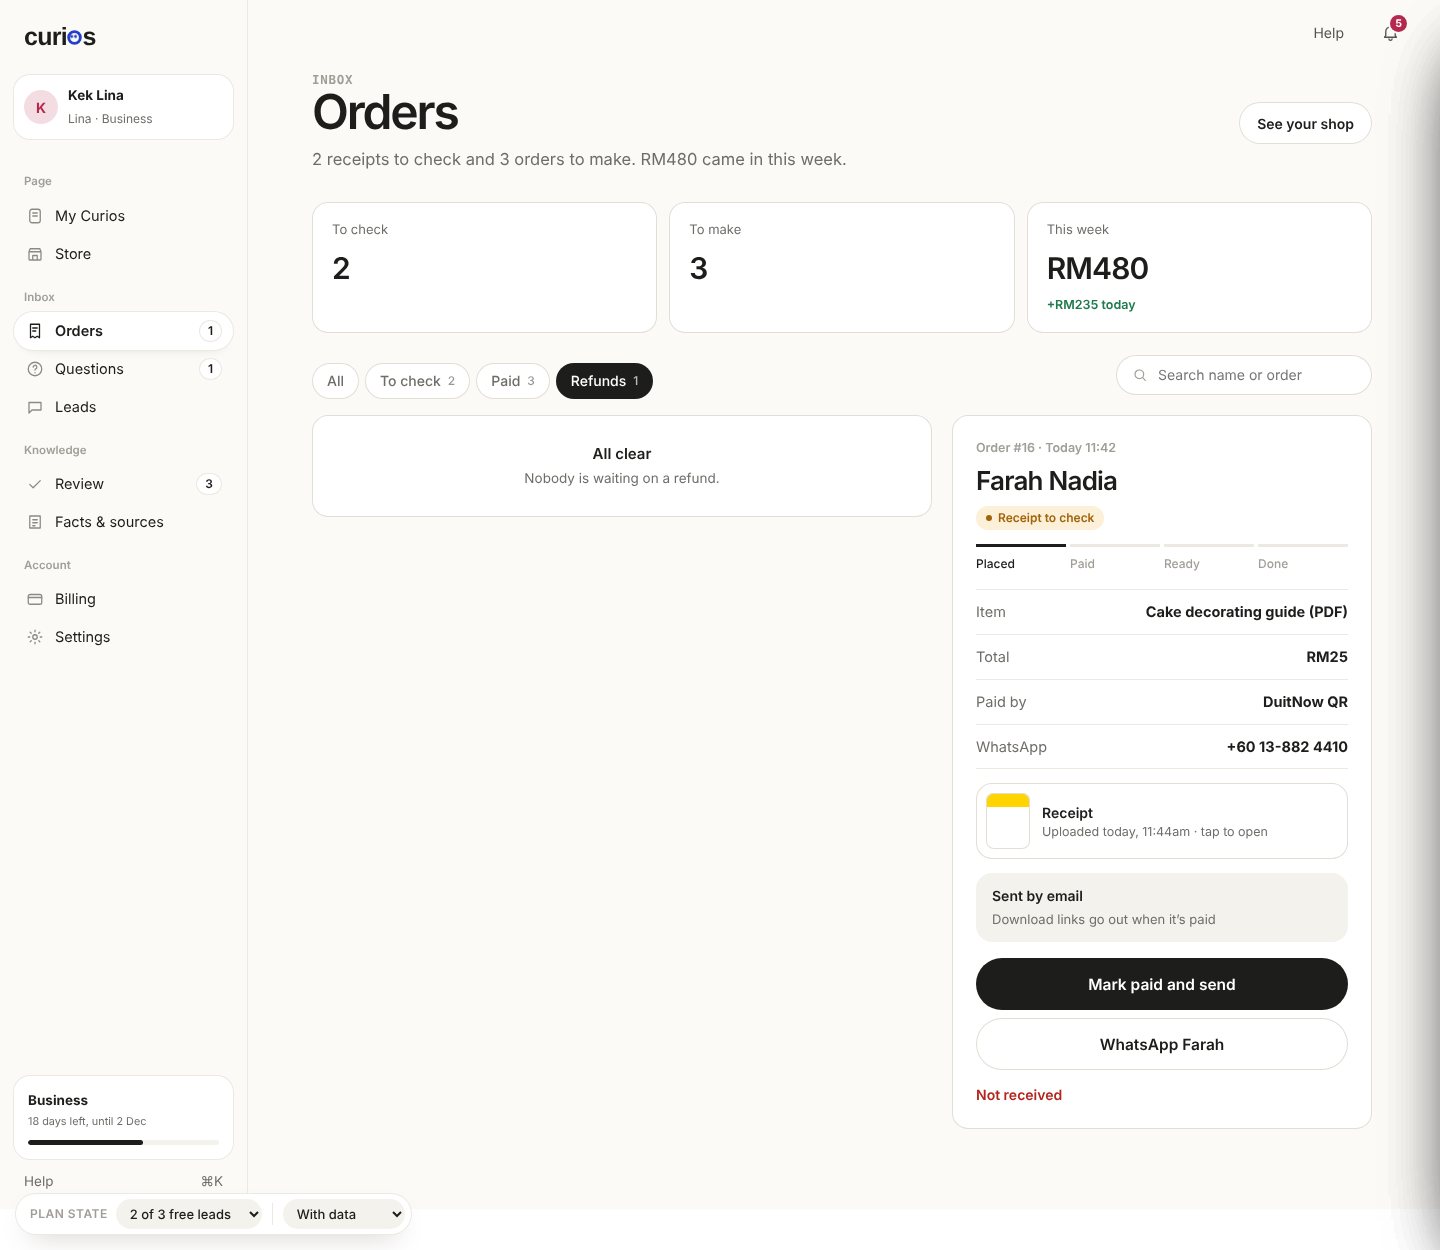 curios
K
Kek Lina
Lina · Business
Page
My Curios
Store
Inbox
Orders 1
Questions 1
Leads
Knowledge
Review 3
Facts & sources
Account
Billing
Settings
Business
18 days left, until 2 Dec
Help ⌘K
PLAN STATE 2 of 3 free leads With data
Help 5
INBOX
Orders
2 receipts to check and 3 orders to make. RM480 came in this week.
See your shop
To check
2
To make
3
This week
RM480
+RM235 today
All To check 2 Paid 3 Refunds 1
Search name or order
All clear
Nobody is waiting on a refund.
Order #16 · Today 11:42
Farah Nadia
Receipt to check
Placed Paid Ready Done
Item Cake decorating guide (PDF)
Total RM25
Paid by DuitNow QR
WhatsApp +60 13-882 4410
Receipt
Uploaded today, 11:44am · tap to open
Sent by email
Download links go out when it’s paid
Mark paid and send
WhatsApp Farah
Not received